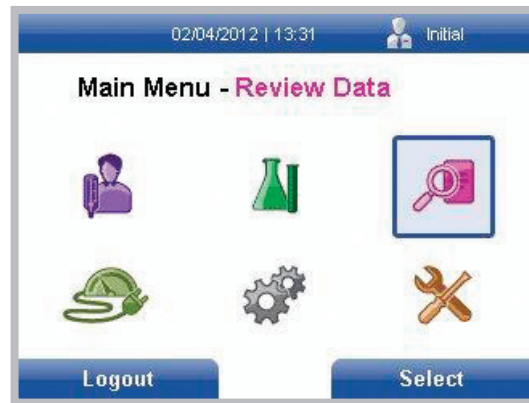 02/04/2012 | 13:31 Initial
Main Menu - Review Data
Logout Select